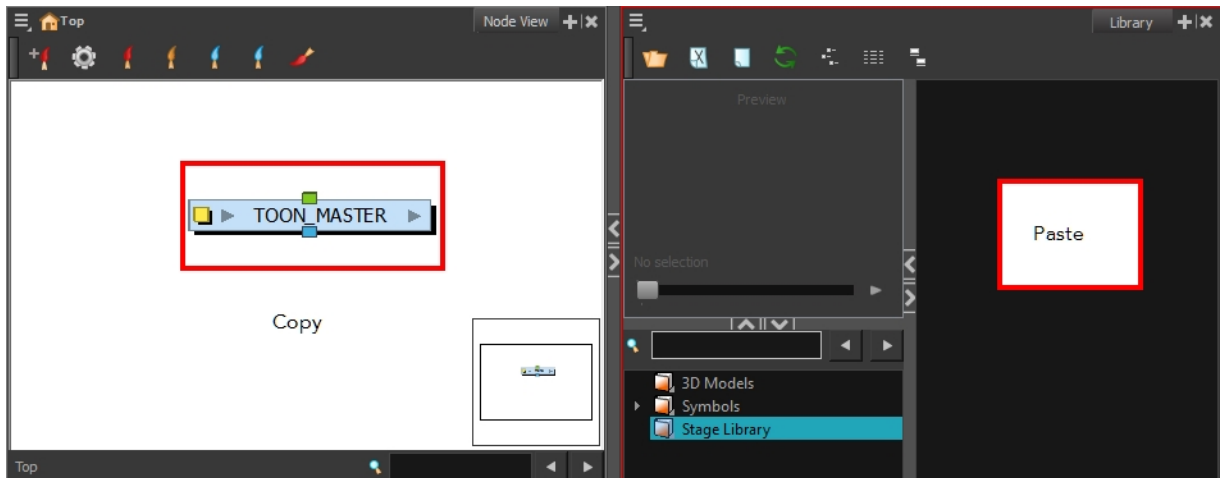 Top
Node View
Library
TOON_MASTER
Copy
Top
Preview
No selection
3D Models
Symbols
Stage Library
Paste